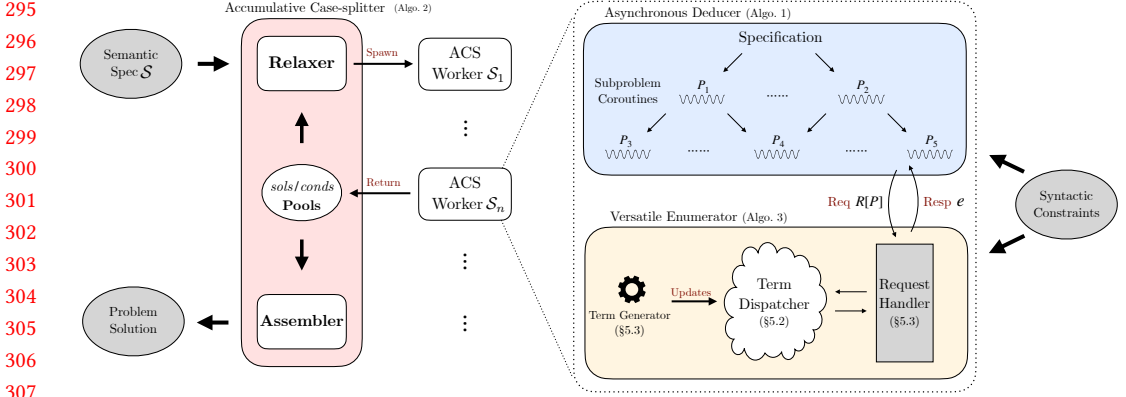 295
296
297
298
299
300
301
302
303
304
305
306
307
Accumulative Case-splitter (Algo. 2)
Semantic
Spec 𝒮
Relaxer
Spawn
ACS
Worker 𝒮₁
⋮
sols/conds
Pools
Return
ACS
Worker 𝒮ₙ
⋮
Assembler
⋮
Problem
Solution
Asynchronous Deducer (Algo. 1)
Specification
Subproblem
Coroutines
P₁ ...... P₂
P₃ ...... P₄ ...... P₅
Req R[P]
Resp e
Syntactic
Constraints
Versatile Enumerator (Algo. 3)
Term Generator
(§5.3)
Updates
Term
Dispatcher
(§5.2)
Request
Handler
(§5.3)